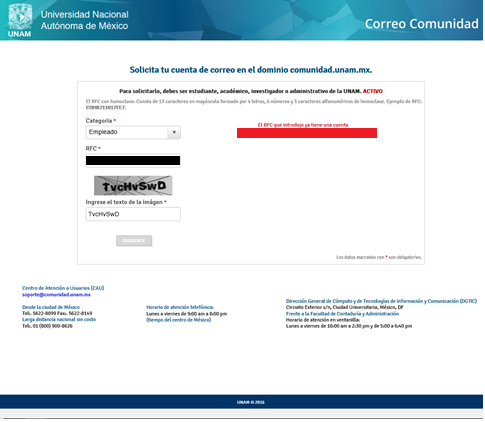 Universidad Nacional
Autónoma de México
UNAM
Correo Comunidad
Solicita tu cuenta de correo en el dominio comunidad.unam.mx.
Para solicitarlo, debes ser estudiante, académico, investigador o administrativo de la UNAM. ACTIVO
El RFC con homoclave: Consta de 13 caracteres en mayúscula formado por 4 letras, 6 números y 3 caracteres alfanuméricos de homoclave. Ejemplo de RFC:
Categoría *
Empleado
El RFC que introdujo ya tiene una cuenta
RFC *
TvcHvSwD
Ingrese el texto de la imágen *
TvcHvSwD
SIGUIENTE
Los datos marcados con * son obligatorios.
Centro de Atención a Usuarios (CAU)
soporte@comunidad.unam.mx
Desde la ciudad de México
Tels. 5622-8099 Fax.. 5622-8149
Larga distancia nacional sin costo
Tel. 01 (800) 900-8626
Horario de atención telefónica:
Lunes a viernes de 9:00 am a 8:00 pm
(tiempo del centro de México)
Dirección General de Cómputo y de Tecnologías de Información y Comunicación (DGTIC)
Circuito Exterior s/n, Ciudad Universitaria, México, DF
Frente a la Facultad de Contaduría y Administración
Horario de atención en ventanilla:
Lunes a viernes de 10:00 am a 2:30 pm y de 5:00 a 6:40 pm
UNAM © 2016